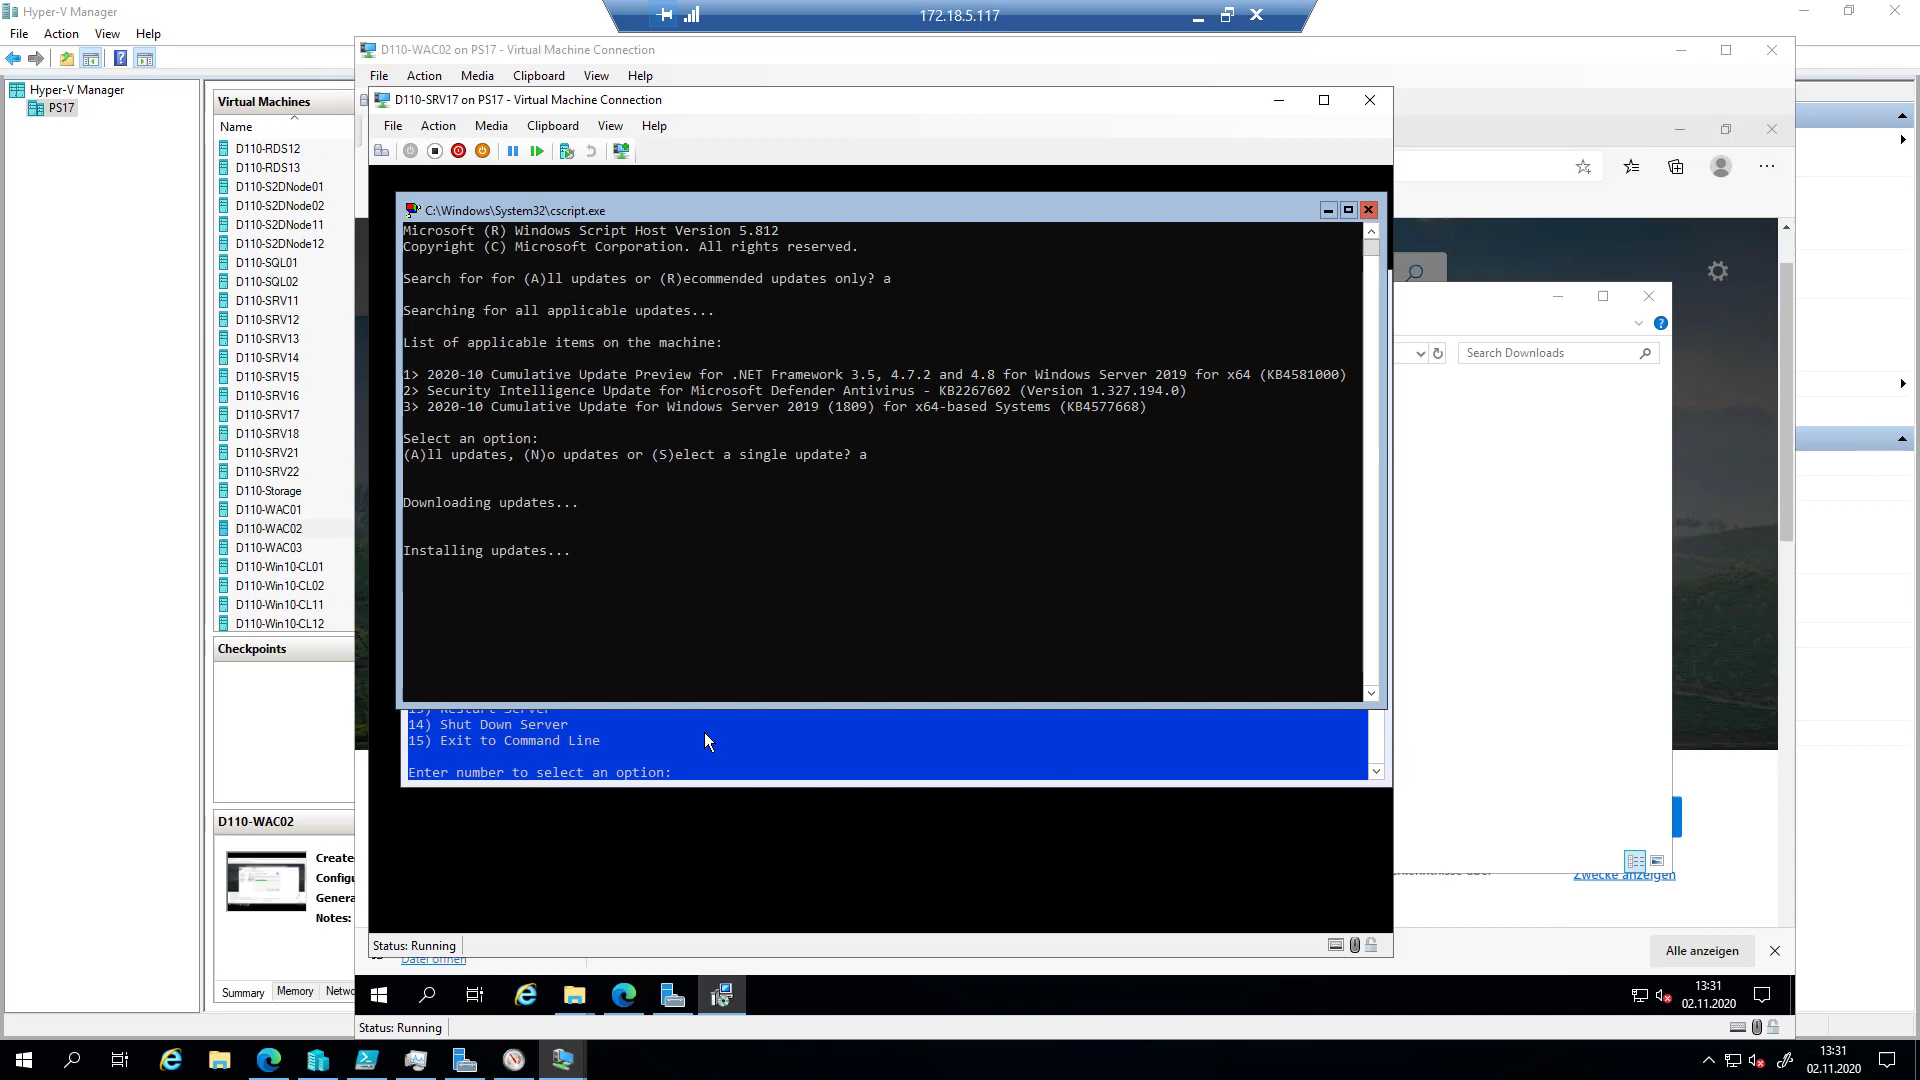 Hyper-V Manager
172.18.5.117
File Action View Help
Hyper-V Manager
PS17
Virtual Machines
Name
D110-RDS12
D110-RDS13
D110-S2DNode01
D110-S2DNode02
D110-S2DNode11
D110-S2DNode12
D110-SQL01
D110-SQL02
D110-SRV11
D110-SRV12
D110-SRV13
D110-SRV14
D110-SRV15
D110-SRV16
D110-SRV17
D110-SRV18
D110-SRV21
D110-SRV22
D110-Storage
D110-WAC01
D110-WAC02
D110-WAC03
D110-Win10-CL01
D110-Win10-CL02
D110-Win10-CL11
D110-Win10-CL12
Checkpoints
D110-WAC02
Create
Config
Genera
Notes:
Summary Memory Netwo
D110-WAC02 on PS17 - Virtual Machine Connection
File Action Media Clipboard View Help
D110-SRV17 on PS17 - Virtual Machine Connection
File Action Media Clipboard View Help
C:\Windows\System32\cscript.exe
Microsoft (R) Windows Script Host Version 5.812
Copyright (C) Microsoft Corporation. All rights reserved.
Search for for (A)ll updates or (R)ecommended updates only? a
Searching for all applicable updates...
List of applicable items on the machine:
1> 2020-10 Cumulative Update Preview for .NET Framework 3.5, 4.7.2 and 4.8 for Windows Server 2019 for x64 (KB4581000)
2> Security Intelligence Update for Microsoft Defender Antivirus - KB2267602 (Version 1.327.194.0)
3> 2020-10 Cumulative Update for Windows Server 2019 (1809) for x64-based Systems (KB4577668)
Select an option:
(A)ll updates, (N)o updates or (S)elect a single update? a
Downloading updates...
Installing updates...
13) Restart Server
14) Shut Down Server
15) Exit to Command Line
Enter number to select an option:
Status: Running
Datei öffnen
Search Downloads
Zwecke anzeigen
Alle anzeigen
13:31
02.11.2020
Status: Running
13:31
02.11.2020